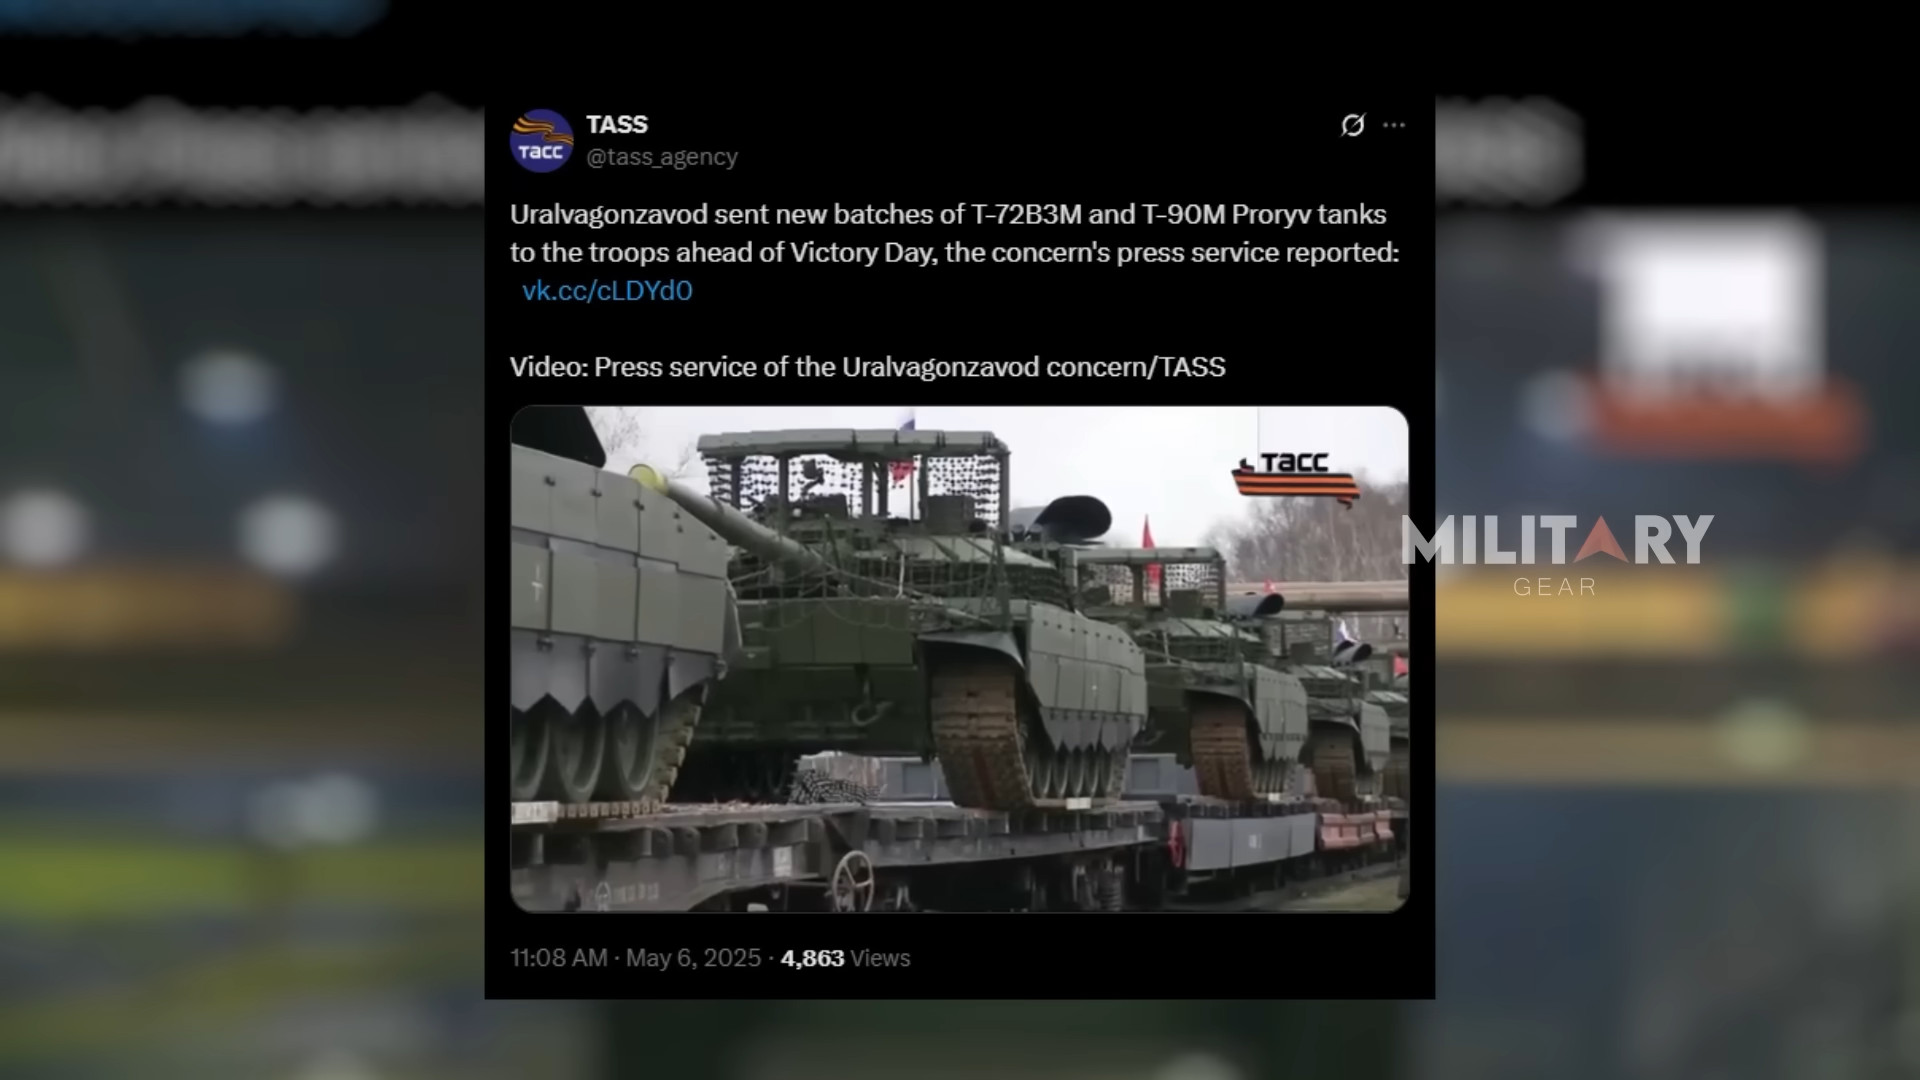 TASS
@tass_agency
тасс
Uralvagonzavod sent new batches of T-72B3M and T-90M Proryv tanks
to the troops ahead of Victory Day, the concern's press service reported:
vk.cc/cLDYd0
Video: Press service of the Uralvagonzavod concern/TASS
тасс
MILITARY
GEAR
11:08 AM · May 6, 2025 · 4,863 Views